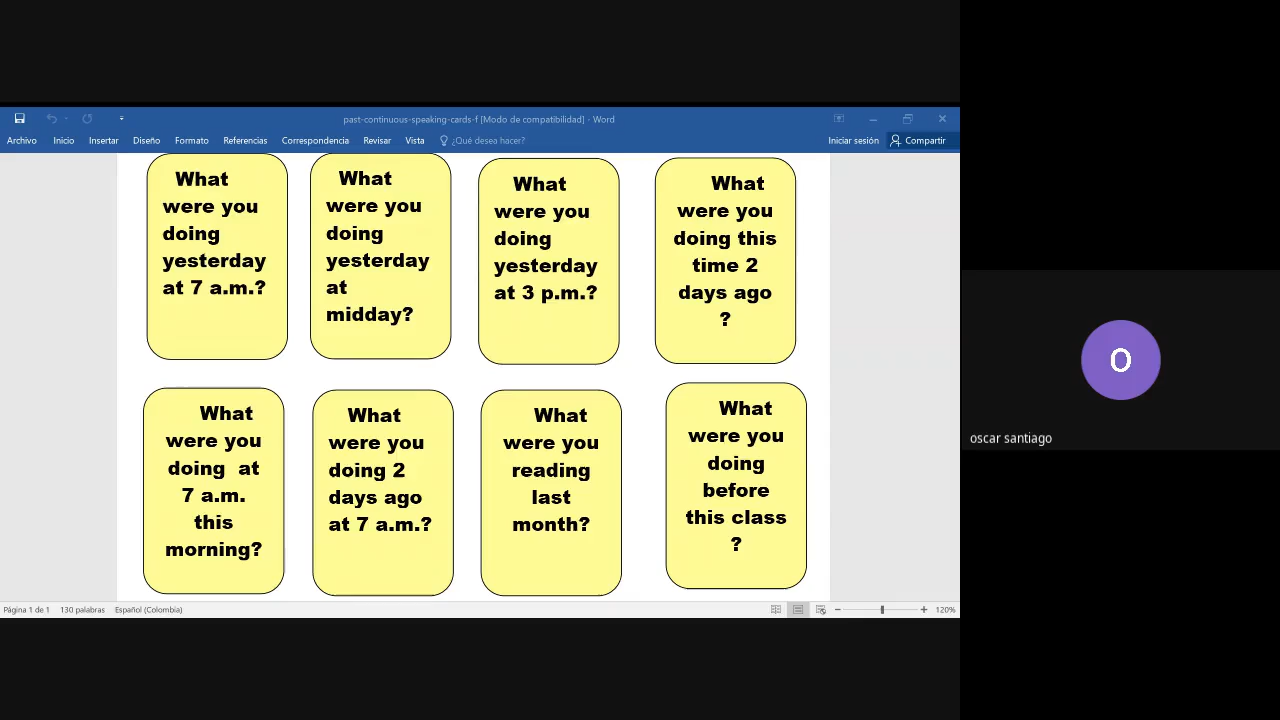 past-continuous-speaking-cards-f [Modo de compatibilidad] - Word
Archivo Inicio Insertar Diseño Formato Referencias Correspondencia Revisar Vista ¿Qué desea hacer? Iniciar sesión Compartir
What
were you
doing
yesterday
at 7 a.m.?
What
were you
doing
yesterday
at
midday?
What
were you
doing
yesterday
at 3 p.m.?
What
were you
doing this
time 2
days ago
?
What
were you
doing at
7 a.m.
this
morning?
What
were you
doing 2
days ago
at 7 a.m.?
What
were you
reading
last
month?
What
were you
doing
before
this class
?
O
oscar santiago
Página 1 de 1 130 palabras Español (Colombia) 120%